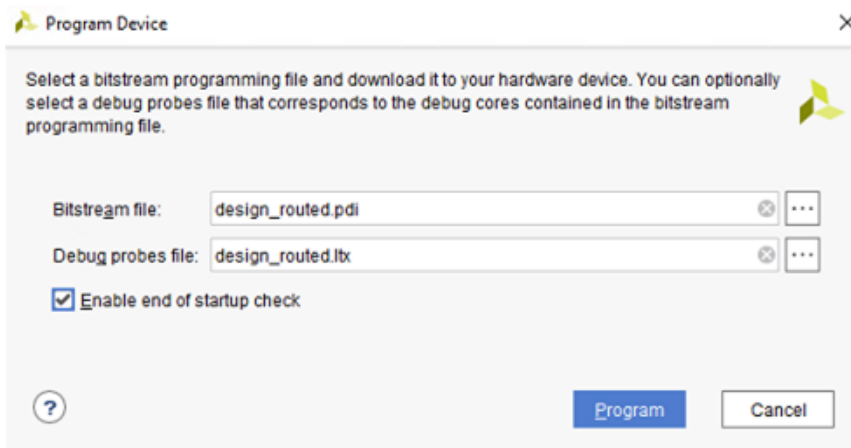 Program Device
Select a bitstream programming file and download it to your hardware device. You can optionally
select a debug probes file that corresponds to the debug cores contained in the bitstream
programming file.
Bitstream file: design_routed.pdi
Debug probes file: design_routed.ltx
Enable end of startup check
? Program Cancel